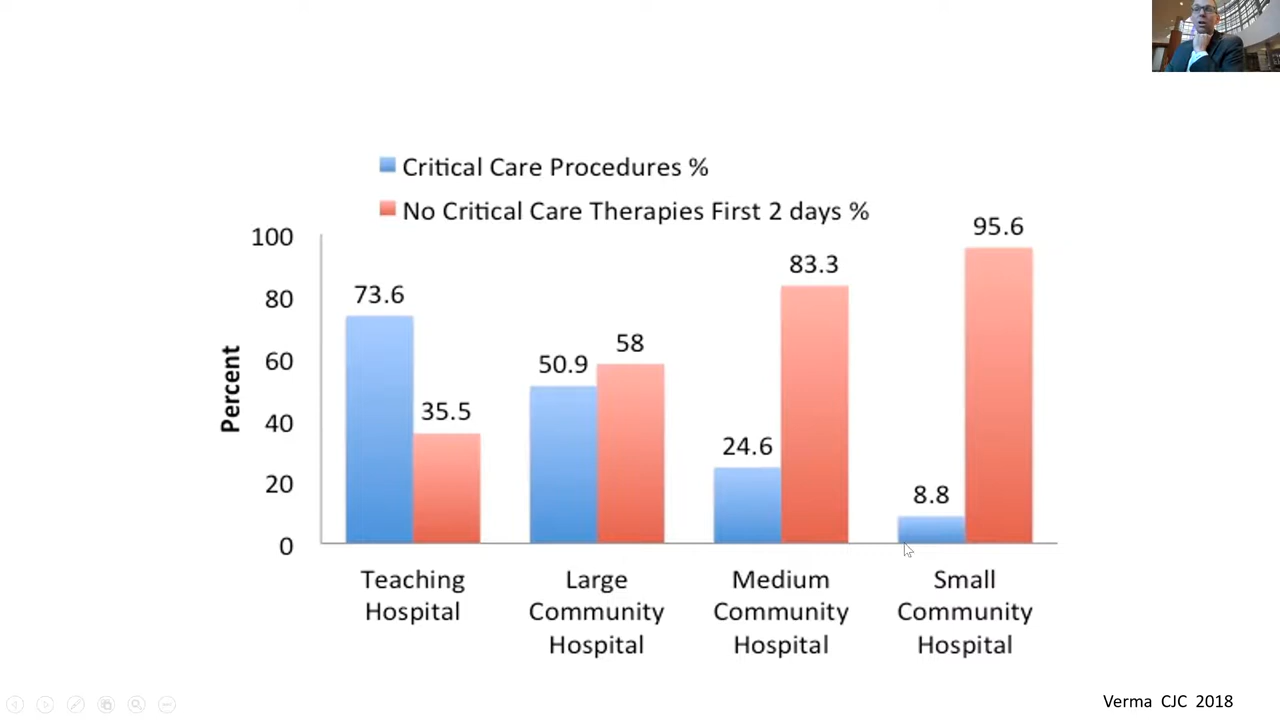 Critical Care Procedures %
No Critical Care Therapies First 2 days %
Percent
100
80
60
40
20
0
73.6
35.5
50.9
58
24.6
83.3
8.8
95.6
Teaching
Hospital
Large
Community
Hospital
Medium
Community
Hospital
Small
Community
Hospital
Verma CJC 2018